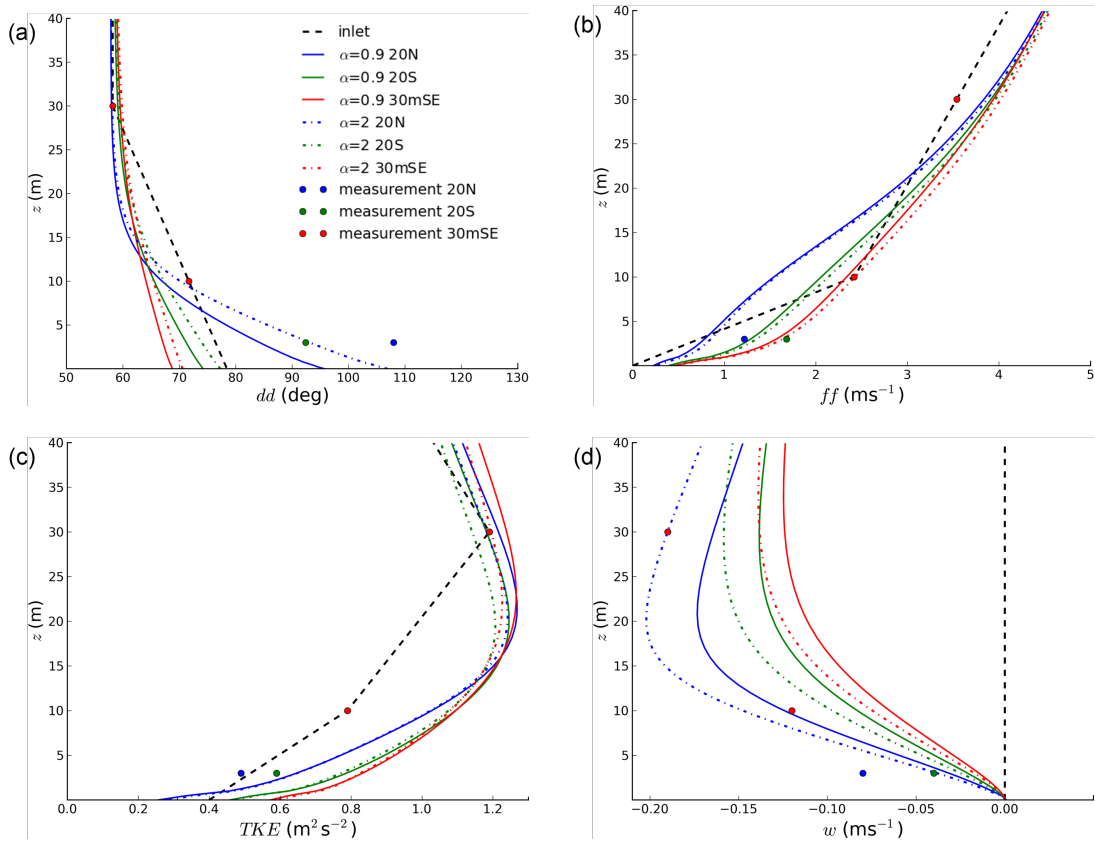 (a)
40
35
30
25
20
15
10
5
z (m)
50 60 70 80 90 100 110 120 130
dd (deg)
inlet
α=0.9 20N
α=0.9 20S
α=0.9 30mSE
α=2 20N
α=2 20S
α=2 30mSE
measurement 20N
measurement 20S
measurement 30mSE
(b)
40
35
30
25
20
15
10
5
z (m)
0 1 2 3 4 5
ff (ms⁻¹)
(c)
40
35
30
25
20
15
10
5
z (m)
0.0 0.2 0.4 0.6 0.8 1.0 1.2
TKE (m² s⁻²)
(d)
40
35
30
25
20
15
10
5
z (m)
−0.20 −0.15 −0.10 −0.05 0.00
w (ms⁻¹)